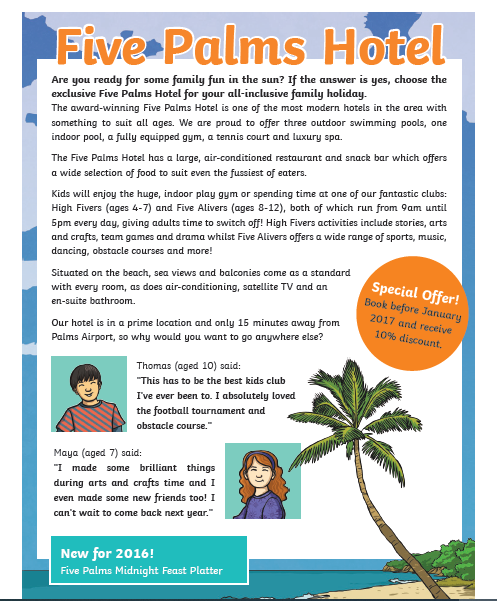 Five Palms Hotel
Are you ready for some family fun in the sun? If the answer is yes, choose the
exclusive Five Palms Hotel for your all-inclusive family holiday.
The award-winning Five Palms Hotel is one of the most modern hotels in the area with
something to suit all ages. We are proud to offer three outdoor swimming pools, one
indoor pool, a fully equipped gym, a tennis court and luxury spa.
The Five Palms Hotel has a large, air-conditioned restaurant and snack bar which offers
a wide selection of food to suit even the fussiest of eaters.
Kids will enjoy the huge, indoor play gym or spending time at one of our fantastic clubs:
High Fivers (ages 4-7) and Five Alivers (ages 8-12), both of which run from 9am until
5pm every day, giving adults time to switch off! High Fivers activities include stories, arts
and crafts, team games and drama whilst Five Alivers offers a wide range of sports, music,
dancing, obstacle courses and more!
Situated on the beach, sea views and balconies come as a standard
with every room, as does air-conditioning, satellite TV and an
en-suite bathroom.
Our hotel is in a prime location and only 15 minutes away from
Palms Airport, so why would you want to go anywhere else?
Special Offer!
Book before January
2017 and receive
10% discount.
Thomas (aged 10) said:
"This has to be the best kids club
I've ever been to. I absolutely loved
the football tournament and
obstacle course."
Maya (aged 7) said:
"I made some brilliant things
during arts and crafts time and I
even made some new friends too! I
can't wait to come back next year."
New for 2016!
Five Palms Midnight Feast Platter